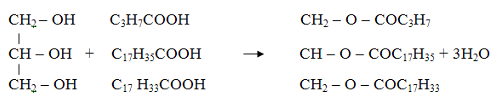 CH₂ – OH C₃H₇COOH CH₂ – O – COC₃H₇
CH – OH + C₁₇H₃₅COOH → CH – O – COC₁₇H₃₅ + 3H₂O
CH₂ – OH C₁₇ H₃₃COOH CH₂ – O – COC₁₇H₃₃